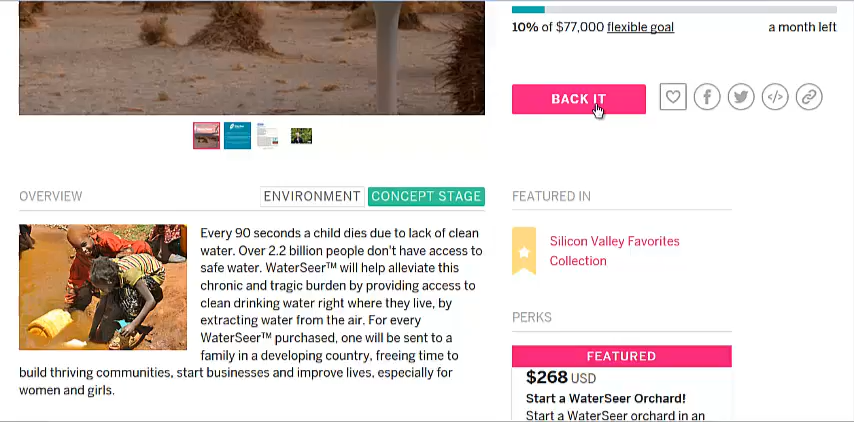 10% of $77,000 flexible goal a month left
BACK IT
OVERVIEW ENVIRONMENT CONCEPT STAGE
Every 90 seconds a child dies due to lack of clean
water. Over 2.2 billion people don't have access to
safe water. WaterSeer™ will help alleviate this
chronic and tragic burden by providing access to
clean drinking water right where they live, by
extracting water from the air. For every
WaterSeer™ purchased, one will be sent to a
family in a developing country, freeing time to
build thriving communities, start businesses and improve lives, especially for
women and girls.
FEATURED IN
Silicon Valley Favorites
Collection
PERKS
FEATURED
$268 USD
Start a WaterSeer Orchard!
Start a WaterSeer orchard in an